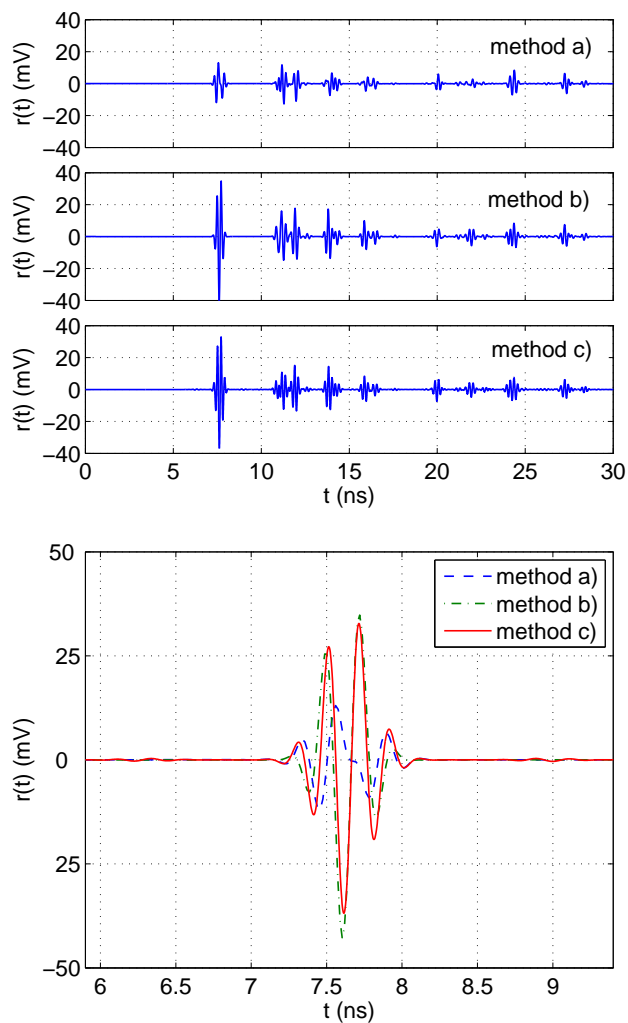 40
20
0
−20
−40
r(t) (mV)
method a)
40
20
0
−20
−40
r(t) (mV)
method b)
40
20
0
−20
−40
r(t) (mV)
method c)
0 5 10 15 20 25 30
t (ns)
50
25
0
25
−50
r(t) (mV)
method a)
method b)
method c)
6 6.5 7 7.5 8 8.5 9
t (ns)